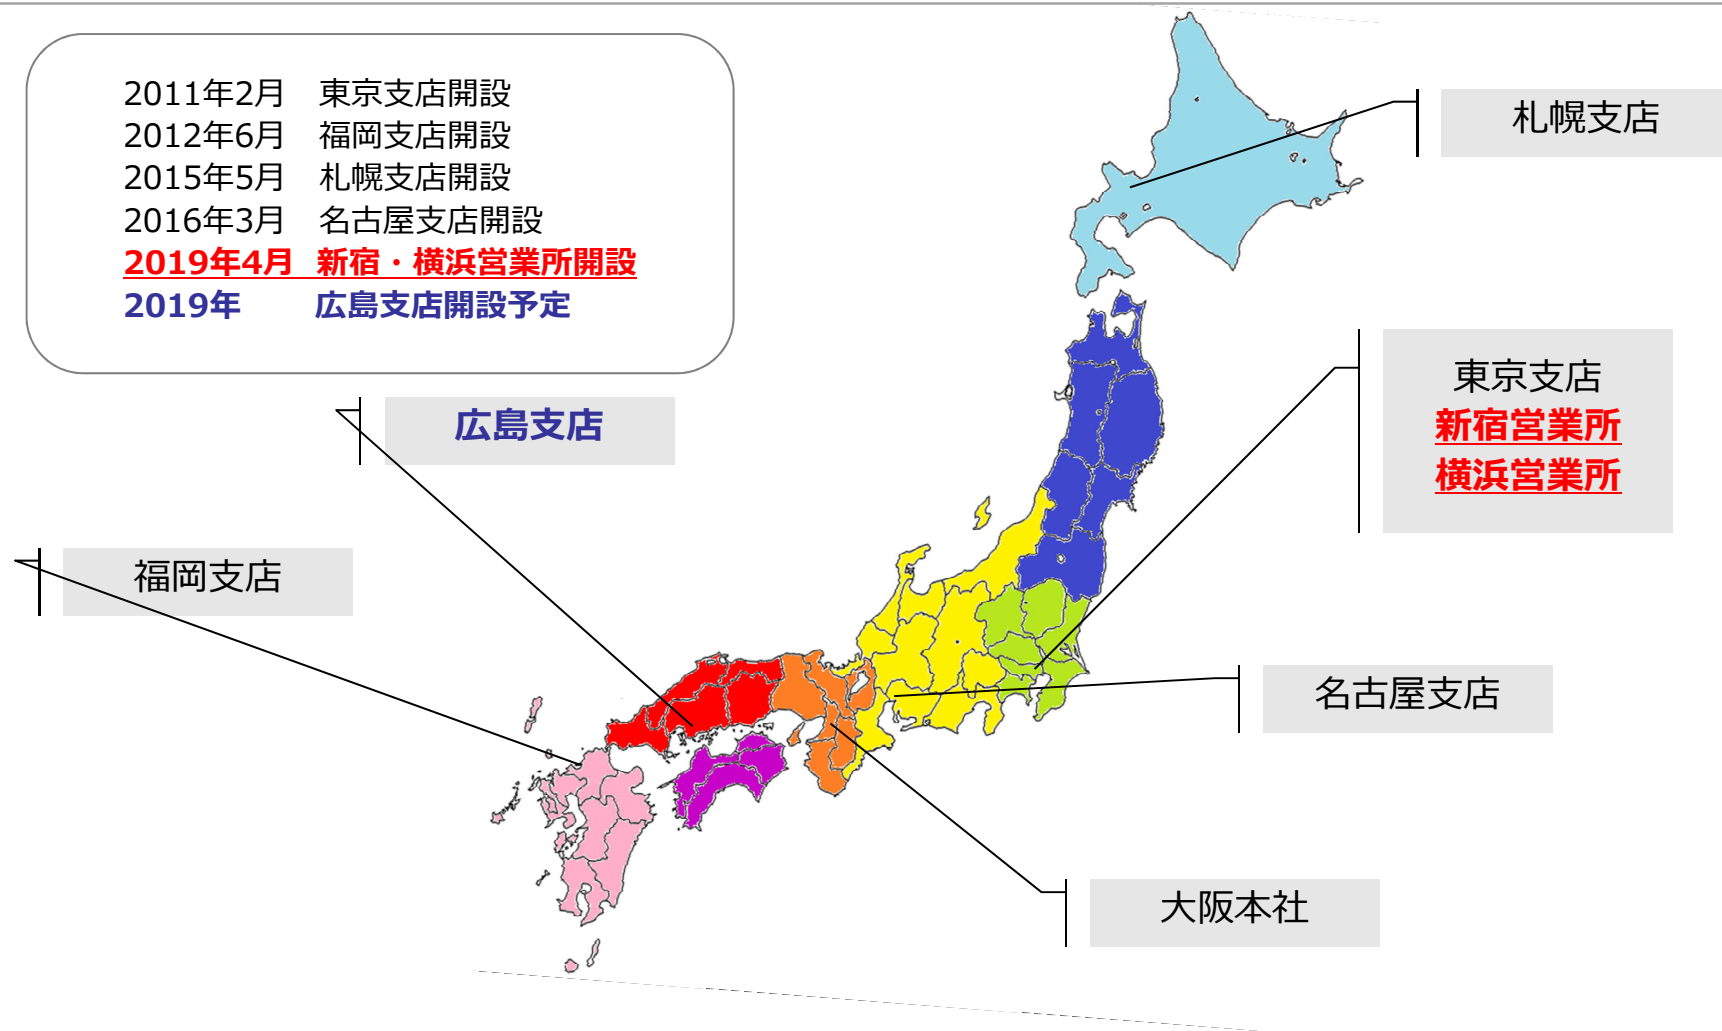 2011年2月　東京支店開設
2012年6月　福岡支店開設
2015年5月　札幌支店開設
2016年3月　名古屋支店開設
2019年4月　新宿・横浜営業所開設
2019年　　広島支店開設予定
札幌支店
東京支店
新宿営業所
横浜営業所
広島支店
福岡支店
名古屋支店
大阪本社